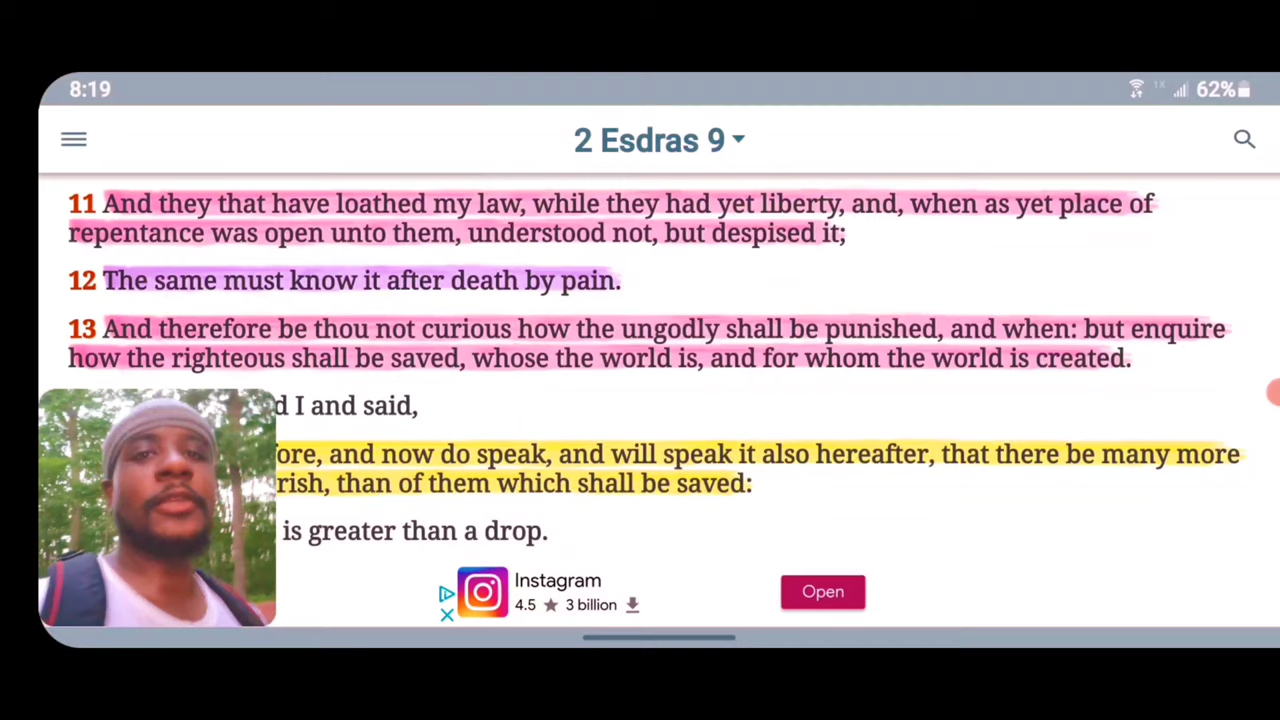 8:19
1X
62%
2 Esdras 9
11 And they that have loathed my law, while they had yet liberty, and, when as yet place of
repentance was open unto them, understood not, but despised it;
12 The same must know it after death by pain.
13 And therefore be thou not curious how the ungodly shall be punished, and when: but enquire
how the righteous shall be saved, whose the world is, and for whom the world is created.
d I and said,
ore, and now do speak, and will speak it also hereafter, that there be many more
rish, than of them which shall be saved:
is greater than a drop.
Instagram
4.5 ★ 3 billion
Open